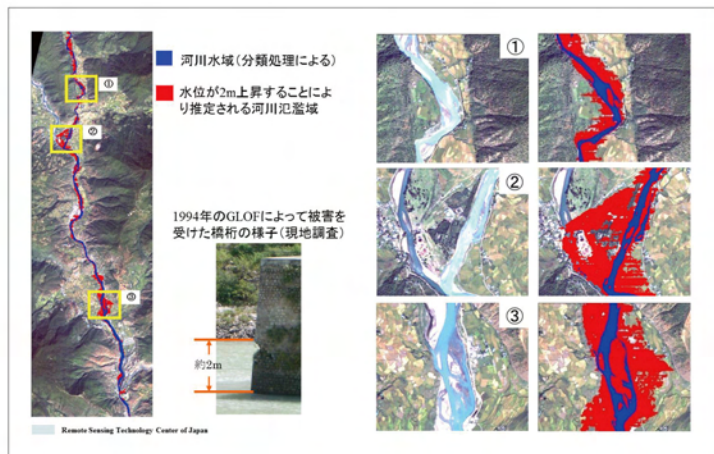 河川水域（分類処理による）
水位が2m上昇することによ
り推定される河川氾濫域
1994年のGLOFによって被害を
受けた橋桁の様子（現地調査）
約2m
①
②
③
①
②
③
Remote Sensing Technology Center of Japan